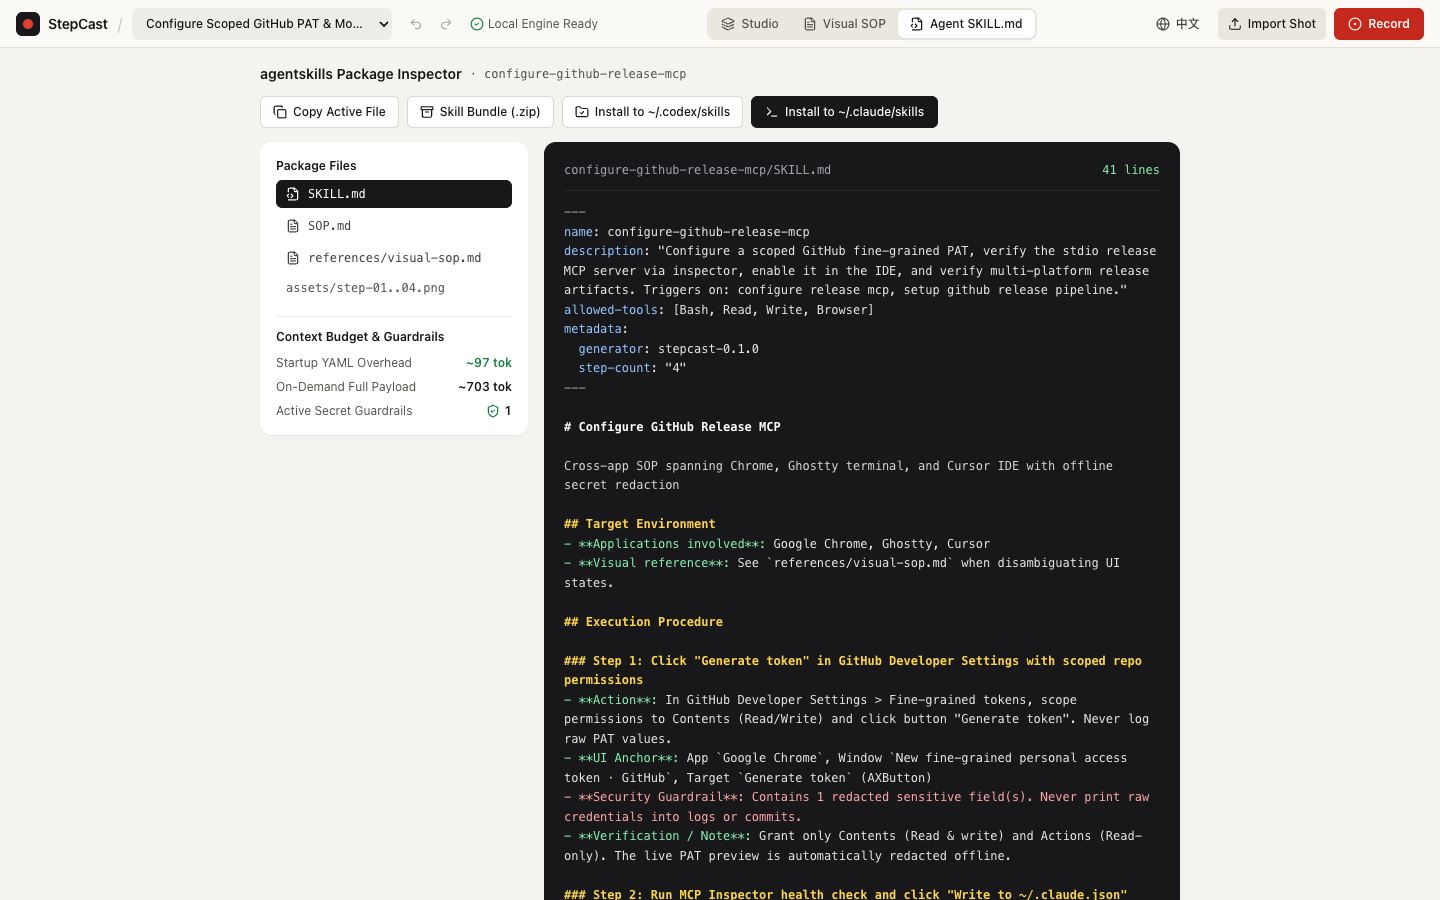 StepCast / Configure Scoped GitHub PAT & Mo... Local Engine Ready Studio Visual SOP Agent SKILL.md 中文 Import Shot Record
agentskills Package Inspector · configure-github-release-mcp
Copy Active File Skill Bundle (.zip) Install to ~/.codex/skills Install to ~/.claude/skills
Package Files
SKILL.md
SOP.md
references/visual-sop.md
assets/step-01..04.png
Context Budget & Guardrails
Startup YAML Overhead ~97 tok
On-Demand Full Payload ~703 tok
Active Secret Guardrails 1
configure-github-release-mcp/SKILL.md 41 lines
---
name: configure-github-release-mcp
description: "Configure a scoped GitHub fine-grained PAT, verify the stdio release
MCP server via inspector, enable it in the IDE, and verify multi-platform release
artifacts. Triggers on: configure release mcp, setup github release pipeline."
allowed-tools: [Bash, Read, Write, Browser]
metadata:
  generator: stepcast-0.1.0
  step-count: "4"
---
# Configure GitHub Release MCP
Cross-app SOP spanning Chrome, Ghostty terminal, and Cursor IDE with offline
secret redaction
## Target Environment
- **Applications involved**: Google Chrome, Ghostty, Cursor
- **Visual reference**: See `references/visual-sop.md` when disambiguating UI
states.
## Execution Procedure
### Step 1: Click "Generate token" in GitHub Developer Settings with scoped repo
permissions
- **Action**: In GitHub Developer Settings > Fine-grained tokens, scope
permissions to Contents (Read/Write) and click button "Generate token". Never log
raw PAT values.
- **UI Anchor**: App `Google Chrome`, Window `New fine-grained personal access
token · GitHub`, Target `Generate token` (AXButton)
- **Security Guardrail**: Contains 1 redacted sensitive field(s). Never print raw
credentials into logs or commits.
- **Verification / Note**: Grant only Contents (Read & write) and Actions (Read-
only). The live PAT preview is automatically redacted offline.
### Step 2: Run MCP Inspector health check and click "Write to ~/.claude.json"